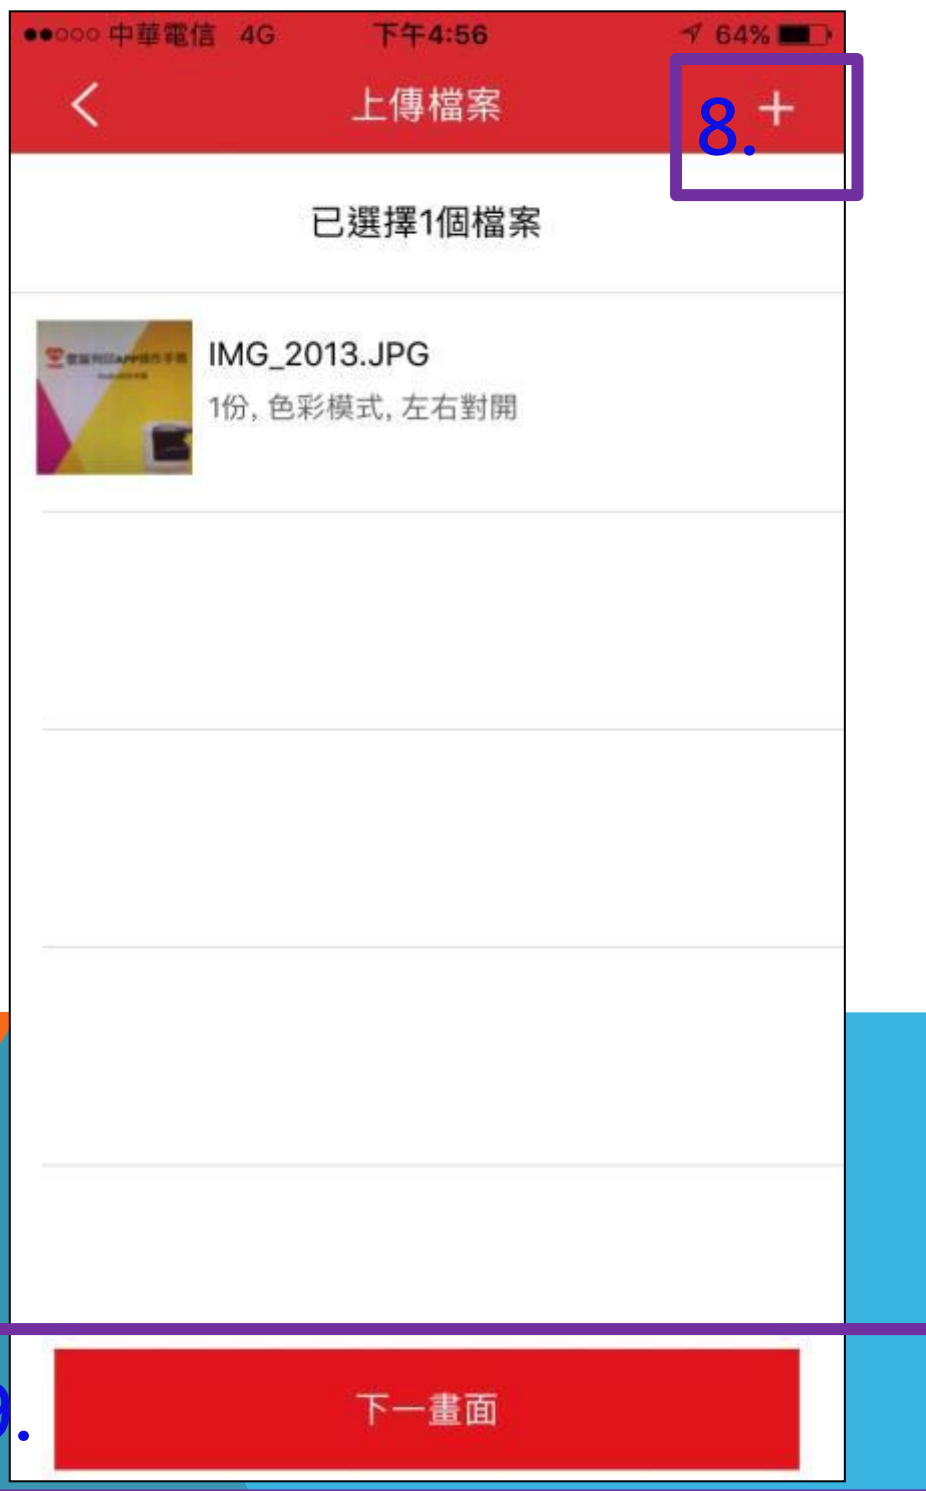 中華電信 4G 下午4:56 64%
上傳檔案
8. +
已選擇1個檔案
IMG_2013.JPG
1份, 色彩模式, 左右對開
9.
下一畫面